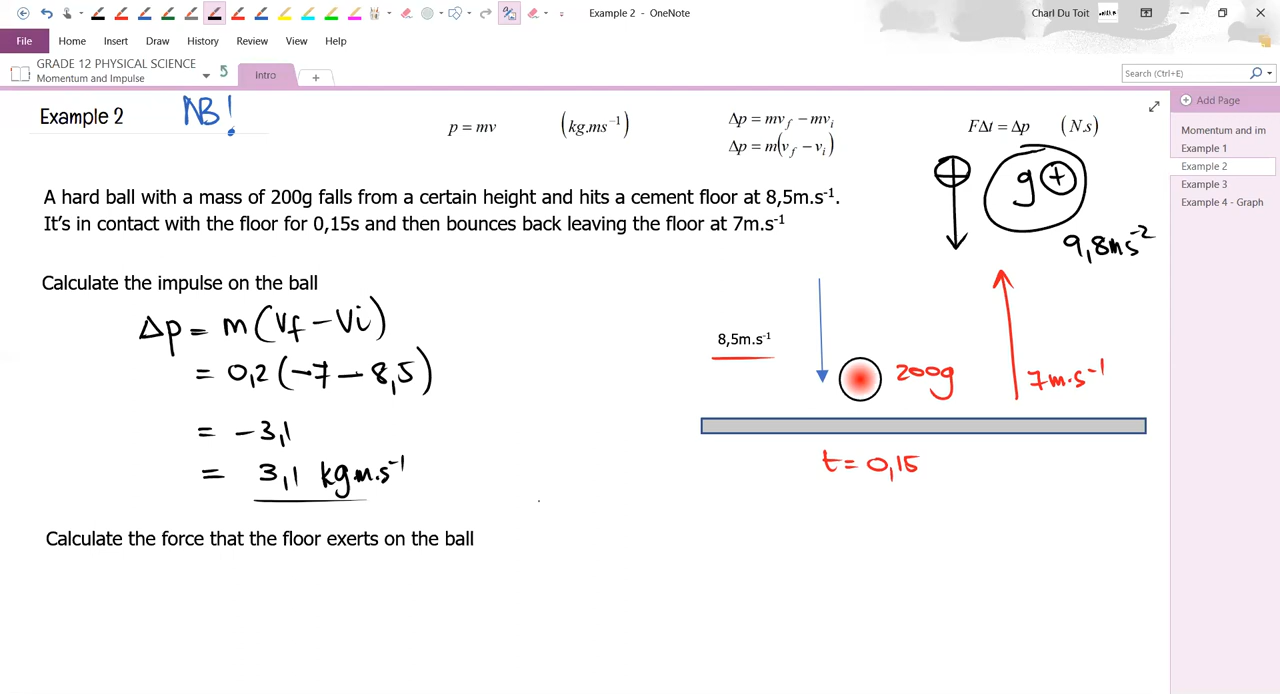 Example 2 - OneNote
Charl Du Toit
File Home Insert Draw History Review View Help
GRADE 12 PHYSICAL SCIENCE
Momentum and Impulse
Intro
+
Search (Ctrl+E)
Add Page
Momentum and im
Example 1
Example 2
Example 3
Example 4 - Graph
Example 2 NB!
p = mv (kg.ms⁻¹)
Δp = mv_f − mv_i
Δp = m(v_f − v_i)
FΔt = Δp (N.s)
A hard ball with a mass of 200g falls from a certain height and hits a cement floor at 8,5m.s⁻¹.
It's in contact with the floor for 0,15s and then bounces back leaving the floor at 7m.s⁻¹
g +
9,8ms⁻²
Calculate the impulse on the ball
Δp = m(Vf − Vi)
= 0,2(−7 − 8,5)
= −3,1
= 3,1 kg.m.s⁻¹
8,5m.s⁻¹
200g
7m.s⁻¹
t = 0,15
Calculate the force that the floor exerts on the ball